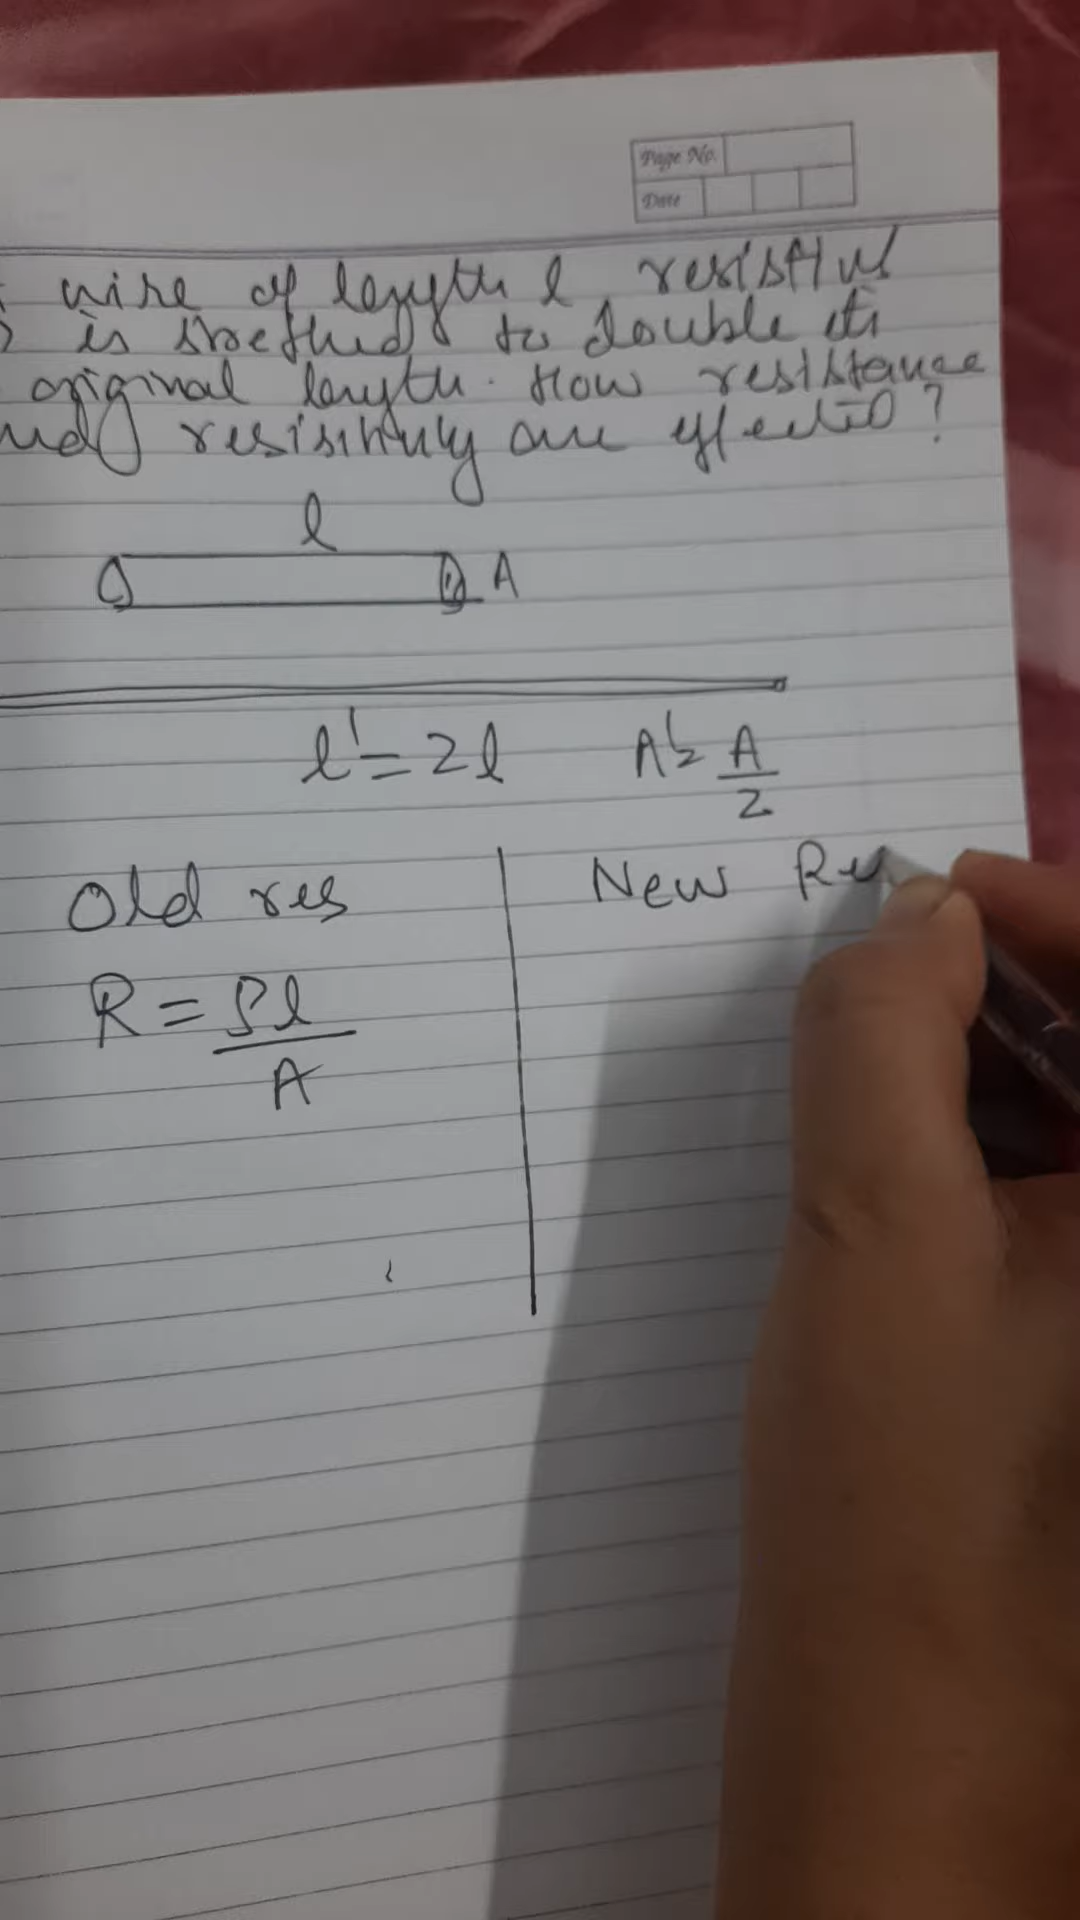 Page No.
Date
wire of length l resistivity
is stretched to double its
original length. How resistance
and resistivity are effected?
l
A
l' = 2l A' = A/2
Old res New Re
R = ρl/A